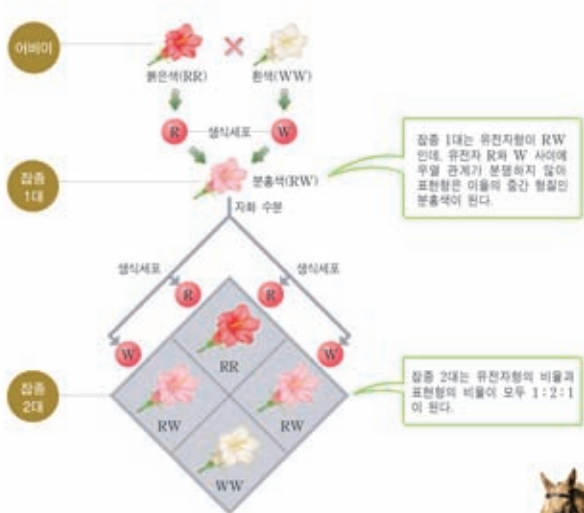 어버이
붉은색(RR)
흰색(WW)
R
생식세포
W
잡종
1대
분홍색(RW)
자화 수분
잡종 1대는 유전자형이 RW
인데, 유전자 R와 W 사이에
우열 관계가 분명하지 않아
표현형은 이들의 중간 형질인
분홍색이 된다.
생식세포
생식세포
R
R
W
W
잡종
2대
RR
RW
RW
WW
잡종 2대는 유전자형의 비율과
표현형의 비율이 모두 1:2:1
이 된다.